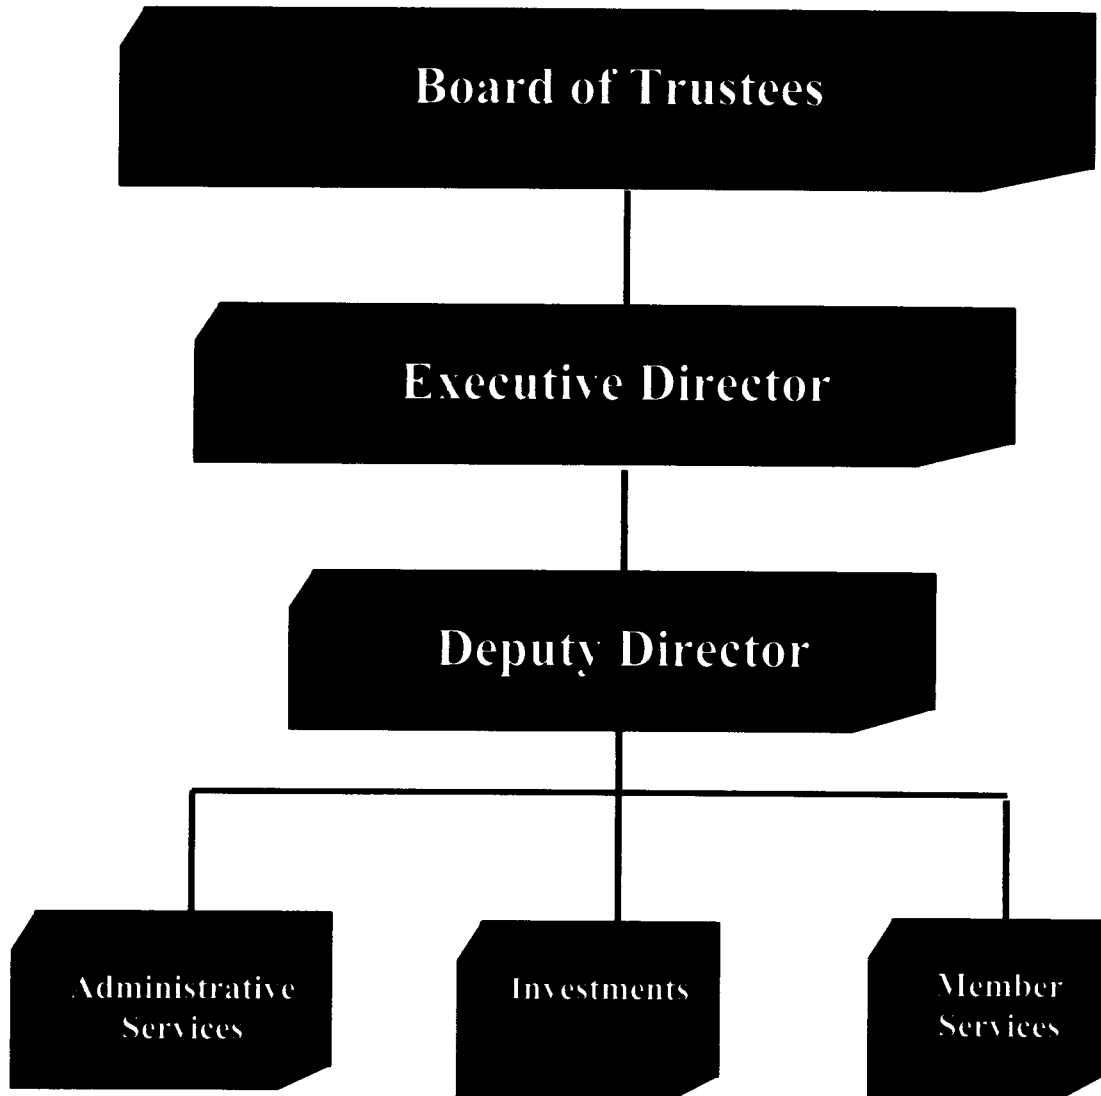 Board of Trustees
Executive Director
Deputy Director
Administrative
Services
Investments
Member
Services